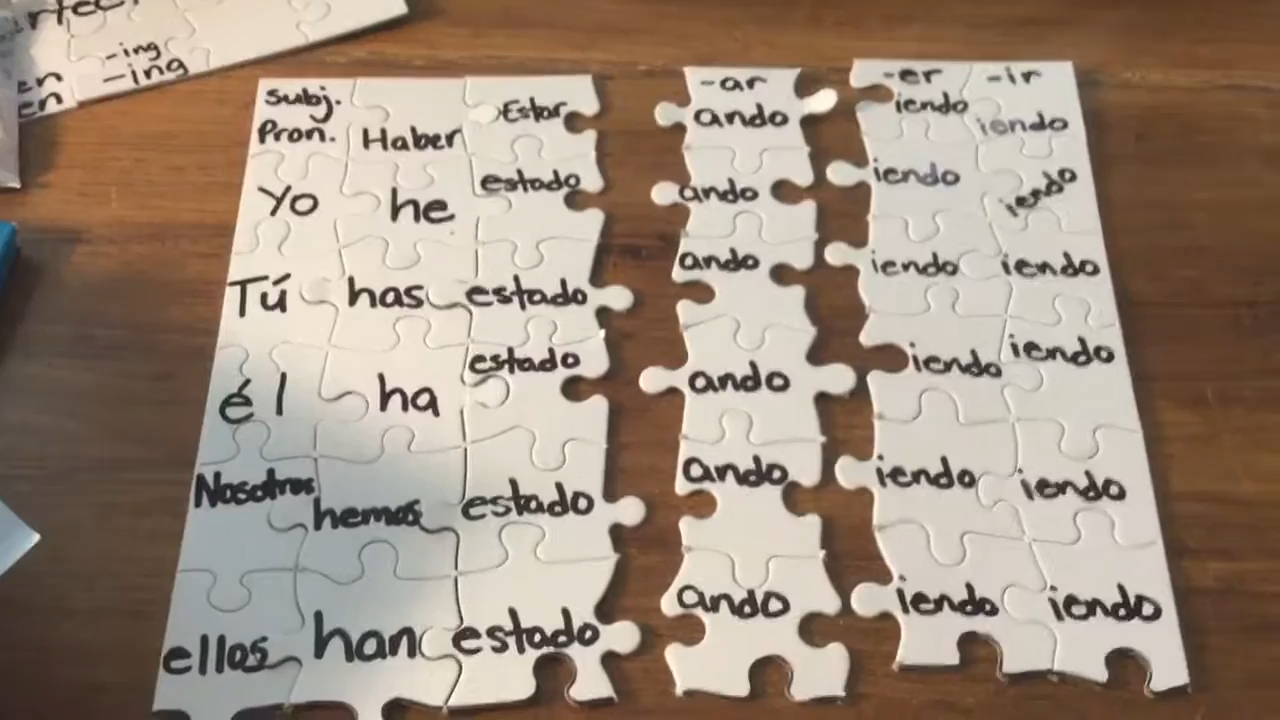 -ing
en -ing
en
Subj. Pron. Haber Estar -ar ando -er iendo -ir iendo
Yo he estado ando iendo iendo
Tú has estado ando iendo iendo
él ha estado ando iendo iendo
Nosotros hemos estado ando iendo iendo
ellos han estado ando iendo iendo